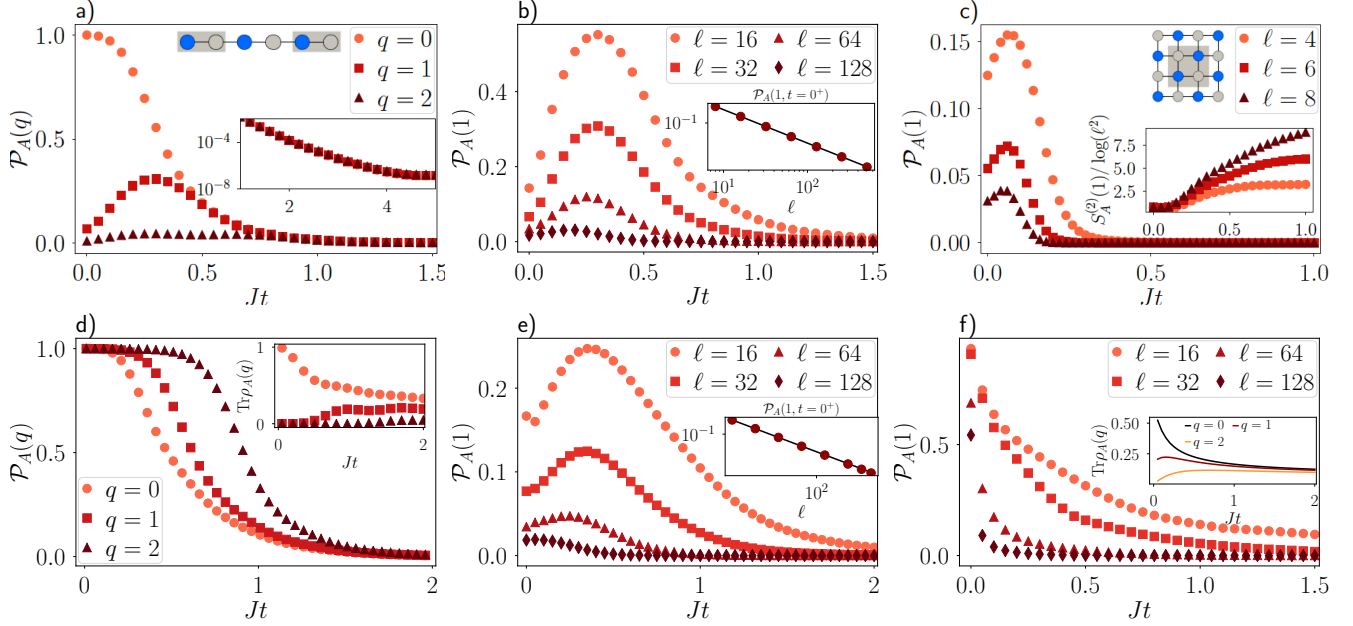 a)
1.0
0.5
0.0
𝒫_A(q)
q = 0
q = 1
q = 2
10⁻⁴
10⁻⁸
2
4
0.0 0.5 1.0 1.5
Jt
b)
0.4
0.2
0.0
𝒫_A(1)
ℓ = 16
ℓ = 32
ℓ = 64
ℓ = 128
𝒫_A(1, t = 0⁺)
10⁻¹
10¹ 10²
ℓ
0.0 0.5 1.0 1.5
Jt
c)
0.15
0.10
0.05
0.00
𝒫_A(1)
ℓ = 4
ℓ = 6
ℓ = 8
S_A^{(2)}(1)/ log(ℓ²)
7.5
5.0
2.5
0.0 0.5 1.0
0.0 0.5 1.0
Jt
d)
1.0
0.5
0.0
𝒫_A(q)
q = 0
q = 1
q = 2
Trρ_A(q)
1
0
0 2
Jt
0 1 2
Jt
e)
0.2
0.1
0.0
𝒫_A(1)
ℓ = 16
ℓ = 32
ℓ = 64
ℓ = 128
𝒫_A(1, t = 0⁺)
10⁻¹
10²
ℓ
0 1 2
Jt
f)
0.5
0.0
𝒫_A(1)
ℓ = 16
ℓ = 32
ℓ = 64
ℓ = 128
Trρ_A(q)
0.50
0.25
q = 0 q = 1
q = 2
0 1 2
Jt
0.0 0.5 1.0 1.5
Jt